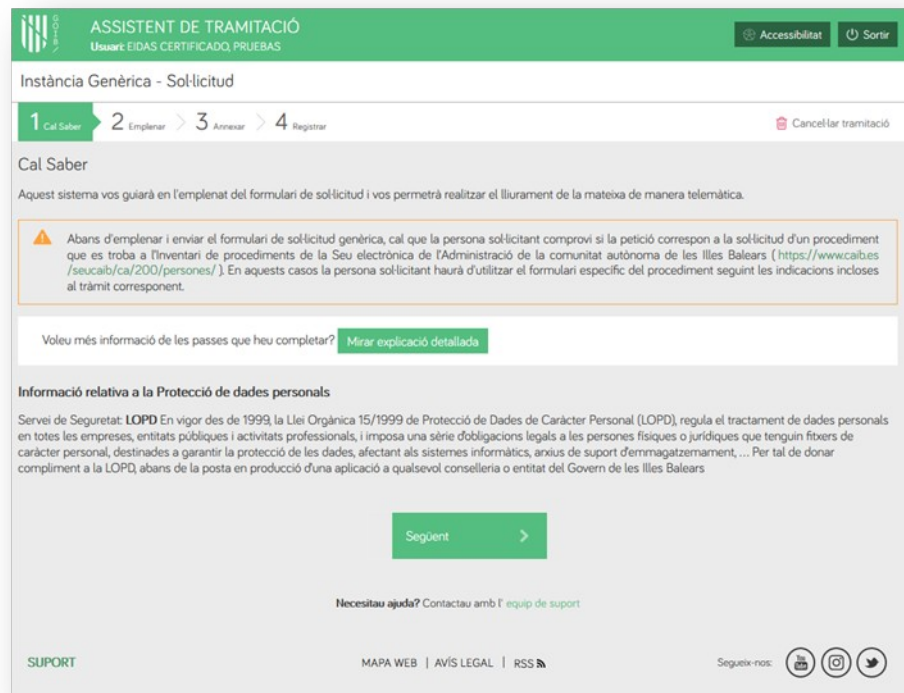 GOIB
ASSISTENT DE TRAMITACIÓ
Usuari: EIDAS CERTIFICADO, PRUEBAS
Accessibilitat
Sortir
Instància Genèrica - Sol·licitud
1 Cal Saber
2 Emplenar
3 Annexar
4 Registrar
Cancel·lar tramitació
Cal Saber
Aquest sistema vos guiarà en l'emplenat del formulari de sol·licitud i vos permetrà realitzar el lliurament de la mateixa de manera telemàtica.
Abans d'emplenar i enviar el formulari de sol·licitud genèrica, cal que la persona sol·licitant comprovi si la petició correspon a la sol·licitud d'un procediment
que es troba a l'Inventari de procediments de la Seu electrònica de l'Administració de la comunitat autònoma de les Illes Balears ( https://www.caib.es
/seucaib/ca/200/persones/ ). En aquests casos la persona sol·licitant haurà d'utilitzar el formulari específic del procediment seguint les indicacions incloses
al tràmit corresponent.
Voleu més informació de les passes que heu completar?
Mirar explicació detallada
Informació relativa a la Protecció de dades personals
Servei de Seguretat: LOPD En vigor des de 1999, la Llei Orgànica 15/1999 de Protecció de Dades de Caràcter Personal (LOPD), regula el tractament de dades personals
en totes les empreses, entitats públiques i activitats professionals, i imposa una sèrie d'obligacions legals a les persones físiques o jurídiques que tenguin fitxers de
caràcter personal, destinades a garantir la protecció de les dades, afectant als sistemes informàtics, arxius de suport d'emmagatzemament, ... Per tal de donar
compliment a la LOPD, abans de la posta en producció d'una aplicació a qualsevol conselleria o entitat del Govern de les Illes Balears
Següent
Necesitau ajuda? Contactau amb l' equip de suport
SUPORT
MAPA WEB | AVÍS LEGAL | RSS
Segueix-nos:
You Tube